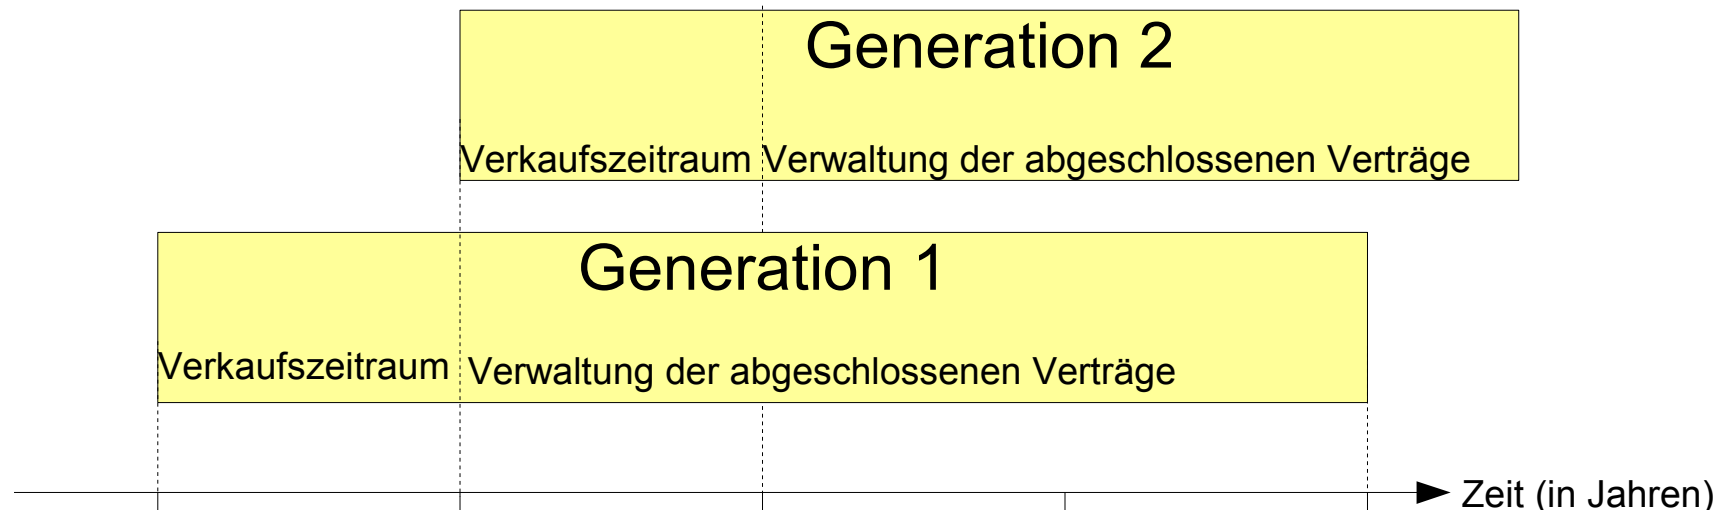 Generation 2
Verkaufszeitraum Verwaltung der abgeschlossenen Verträge
Generation 1
Verkaufszeitraum Verwaltung der abgeschlossenen Verträge
Zeit (in Jahren)